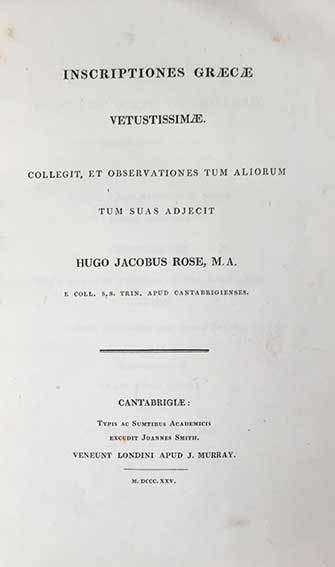 INSCRIPTIONES GRÆCÆ
VETUSTISSIMÆ.
COLLEGIT, ET OBSERVATIONES TUM ALIORUM
TUM SUAS ADJECIT
HUGO JACOBUS ROSE, M.A.
E COLL. S.S. TRIN. APUD CANTABRIGIENSES.
CANTABRIGIÆ:
Typis ac Sumtibus Academicis
excudit Joannes Smith.
VENEUNT LONDINI APUD J. MURRAY.
M.DCCC.XXV.